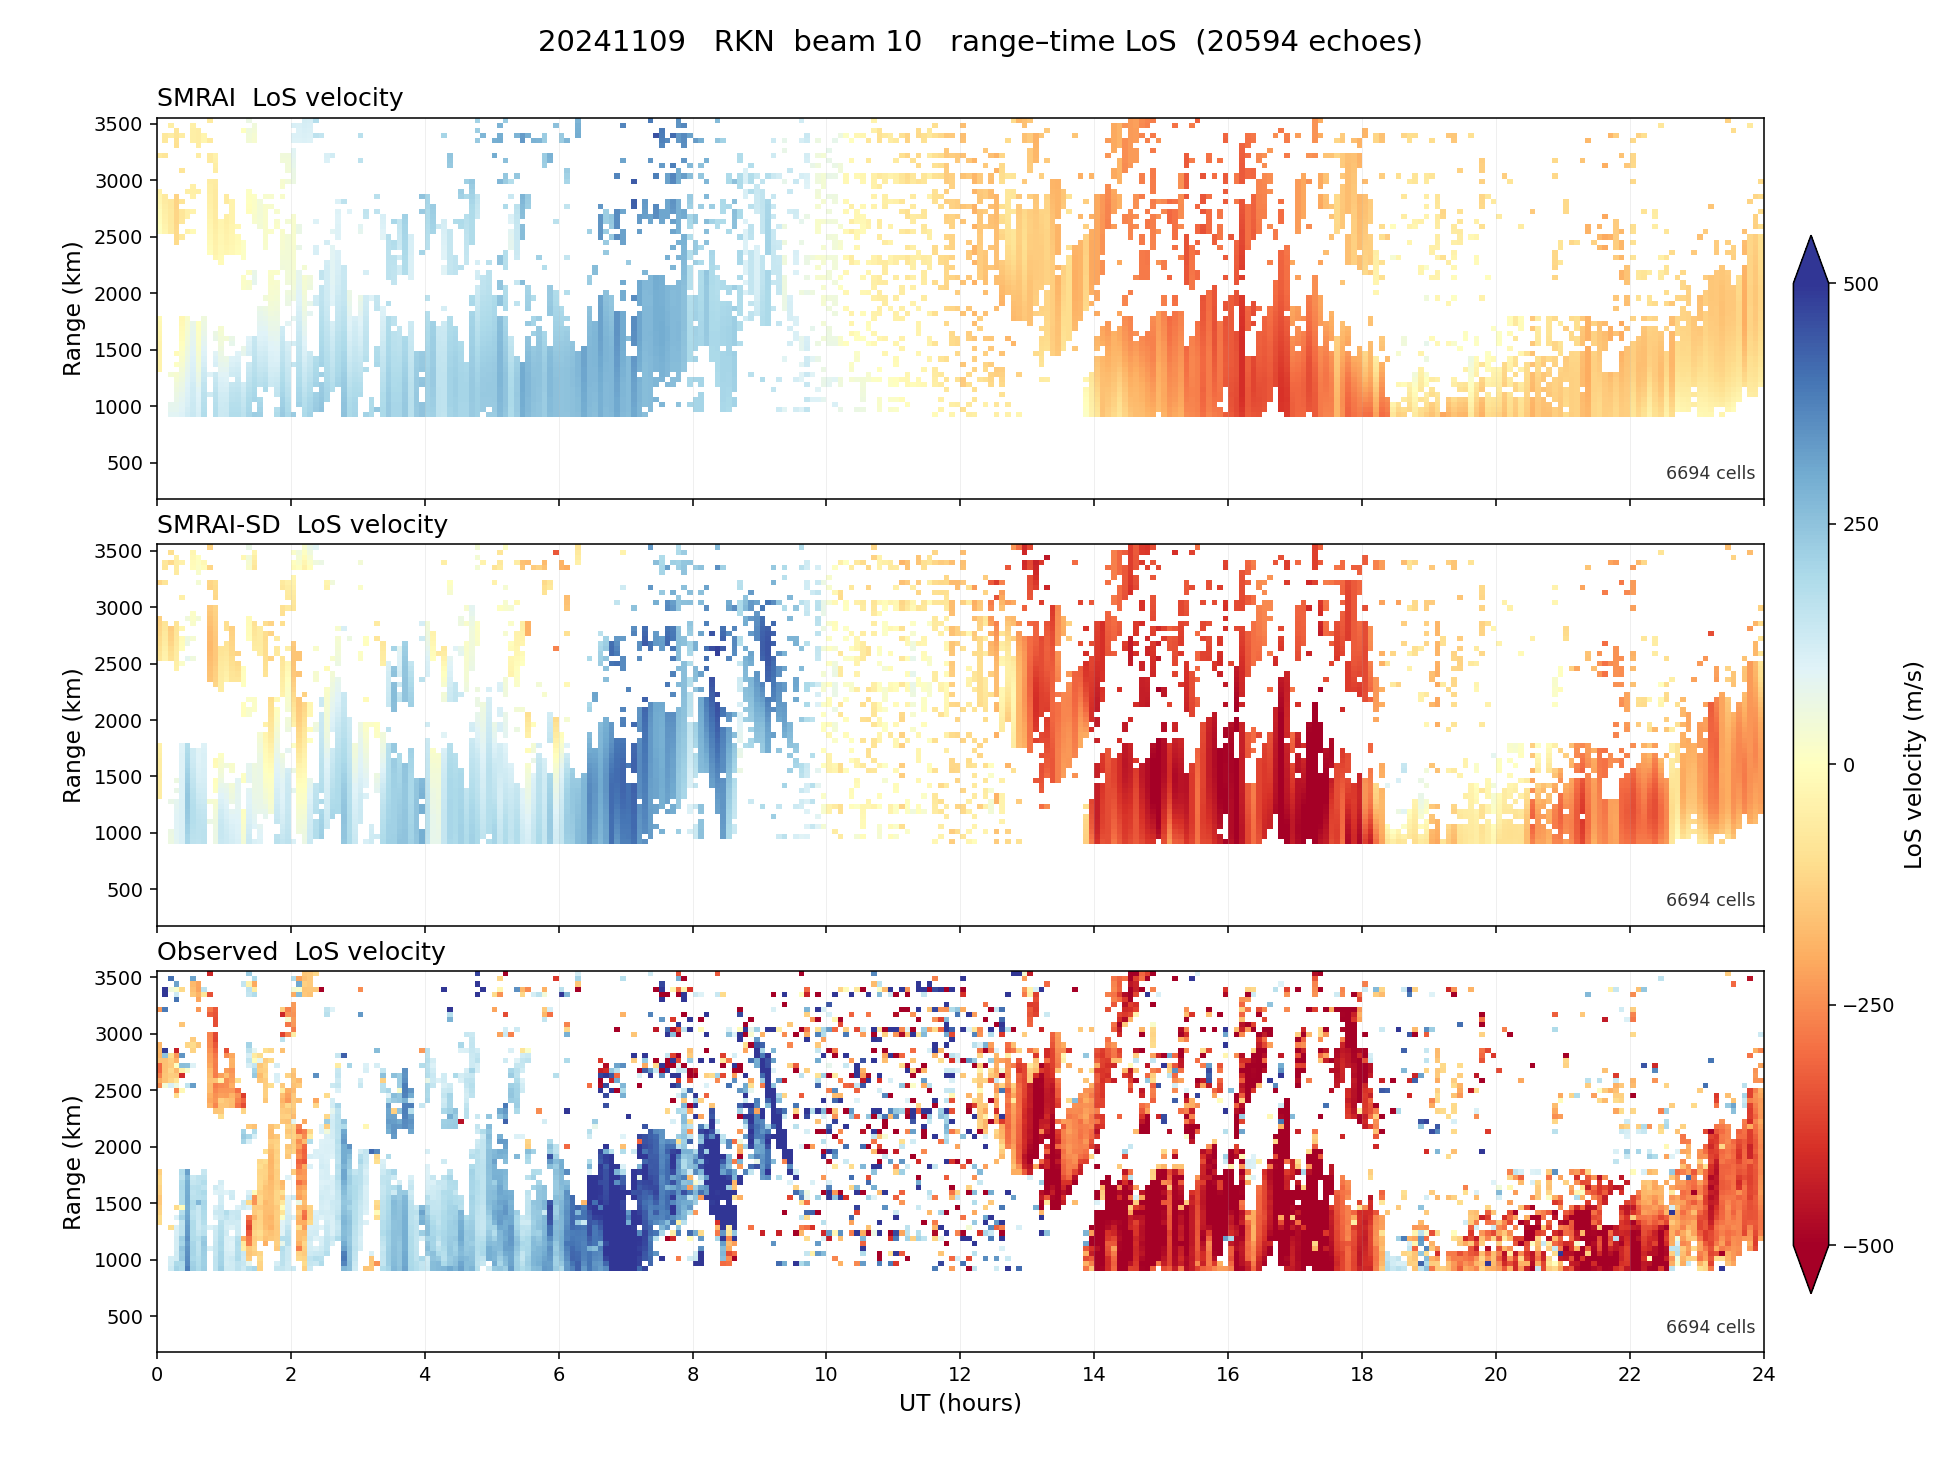 20241109   RKN  beam 10   range–time LoS  (20594 echoes)
SMRAI  LoS velocity
3500
3000
2500
2000
1500
1000
500
Range (km)
6694 cells
SMRAI-SD  LoS velocity
3500
3000
2500
2000
1500
1000
500
Range (km)
6694 cells
Observed  LoS velocity
3500
3000
2500
2000
1500
1000
500
Range (km)
6694 cells
0 2 4 6 8 10 12 14 16 18 20 22 24
UT (hours)
500
250
0
−250
−500
LoS velocity (m/s)